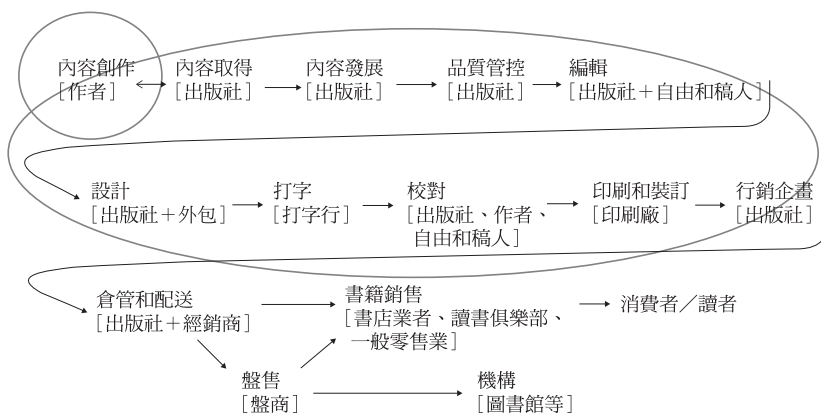 內容創作 內容取得 內容發展 品質管控 編輯
［作者］ ［出版社］ ［出版社］ ［出版社］ ［出版社＋自由和稿人］
設計 打字 校對 印刷和裝訂 行銷企畫
［出版社＋外包］ ［打字行］ ［出版社、作者、 ［印刷廠］ ［出版社］
自由和稿人］
倉管和配送 書籍銷售 消費者／讀者
［出版社＋經銷商］ ［書店業者、讀書俱樂部、
一般零售業］
盤售 機構
［盤商］ ［圖書館等］